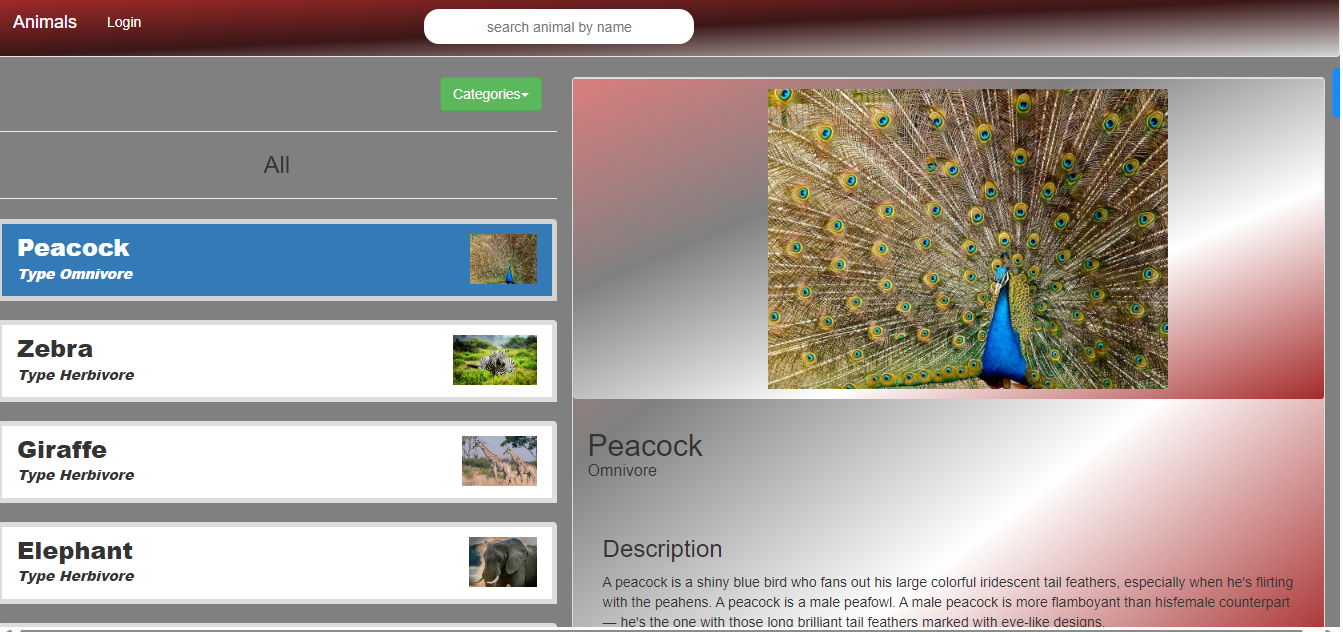 Animals
Login
search animal by name
Categories
All
Peacock
Type Omnivore
Zebra
Type Herbivore
Giraffe
Type Herbivore
Elephant
Type Herbivore
Peacock
Omnivore
Description
A peacock is a shiny blue bird who fans out his large colorful iridescent tail feathers, especially when he's flirting
with the peahens. A peacock is a male peafowl. A male peacock is more flamboyant than hisfemale counterpart
— he's the one with those long brilliant tail feathers marked with eye-like designs.